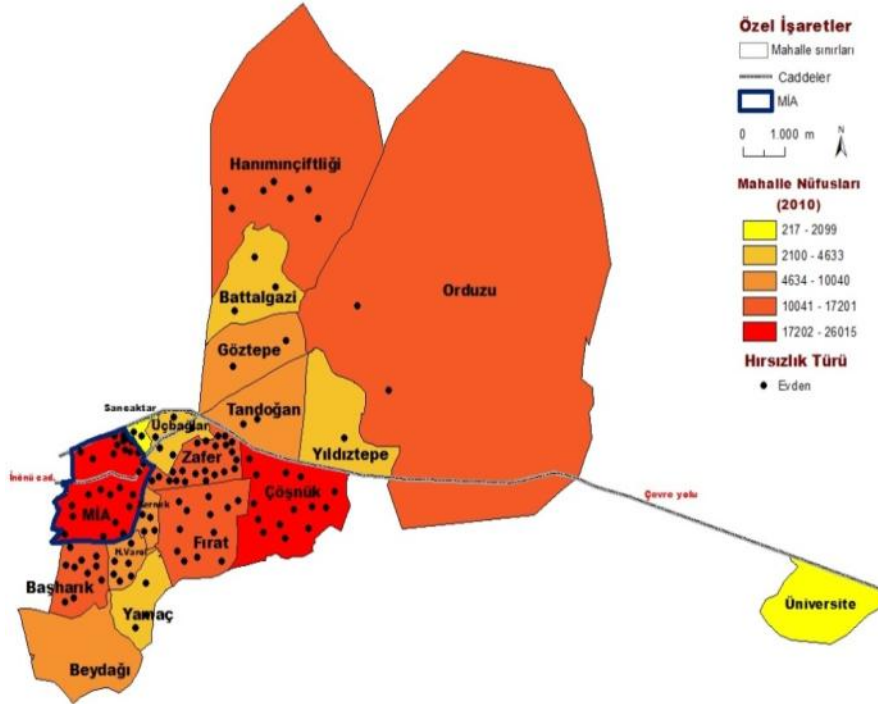 Özel İşaretler
Mahalle sınırları
Caddeler
MİA
0 1.000 m
N
Mahalle Nüfusları
(2010)
217 - 2099
2100 - 4633
4634 - 10040
10041 - 17201
17202 - 26015
Hırsızlık Türü
Evden
Hanımınçiftliği
Orduzu
Battalgazi
Göztepe
Sancaktar
Üçbağlar
Tandoğan
Yıldıztepe
Zafer
İnönü cad.
Çöşnük
Çevre yolu
MİA
Fırat
Başharık
Üniversite
Yamaç
Beydağı